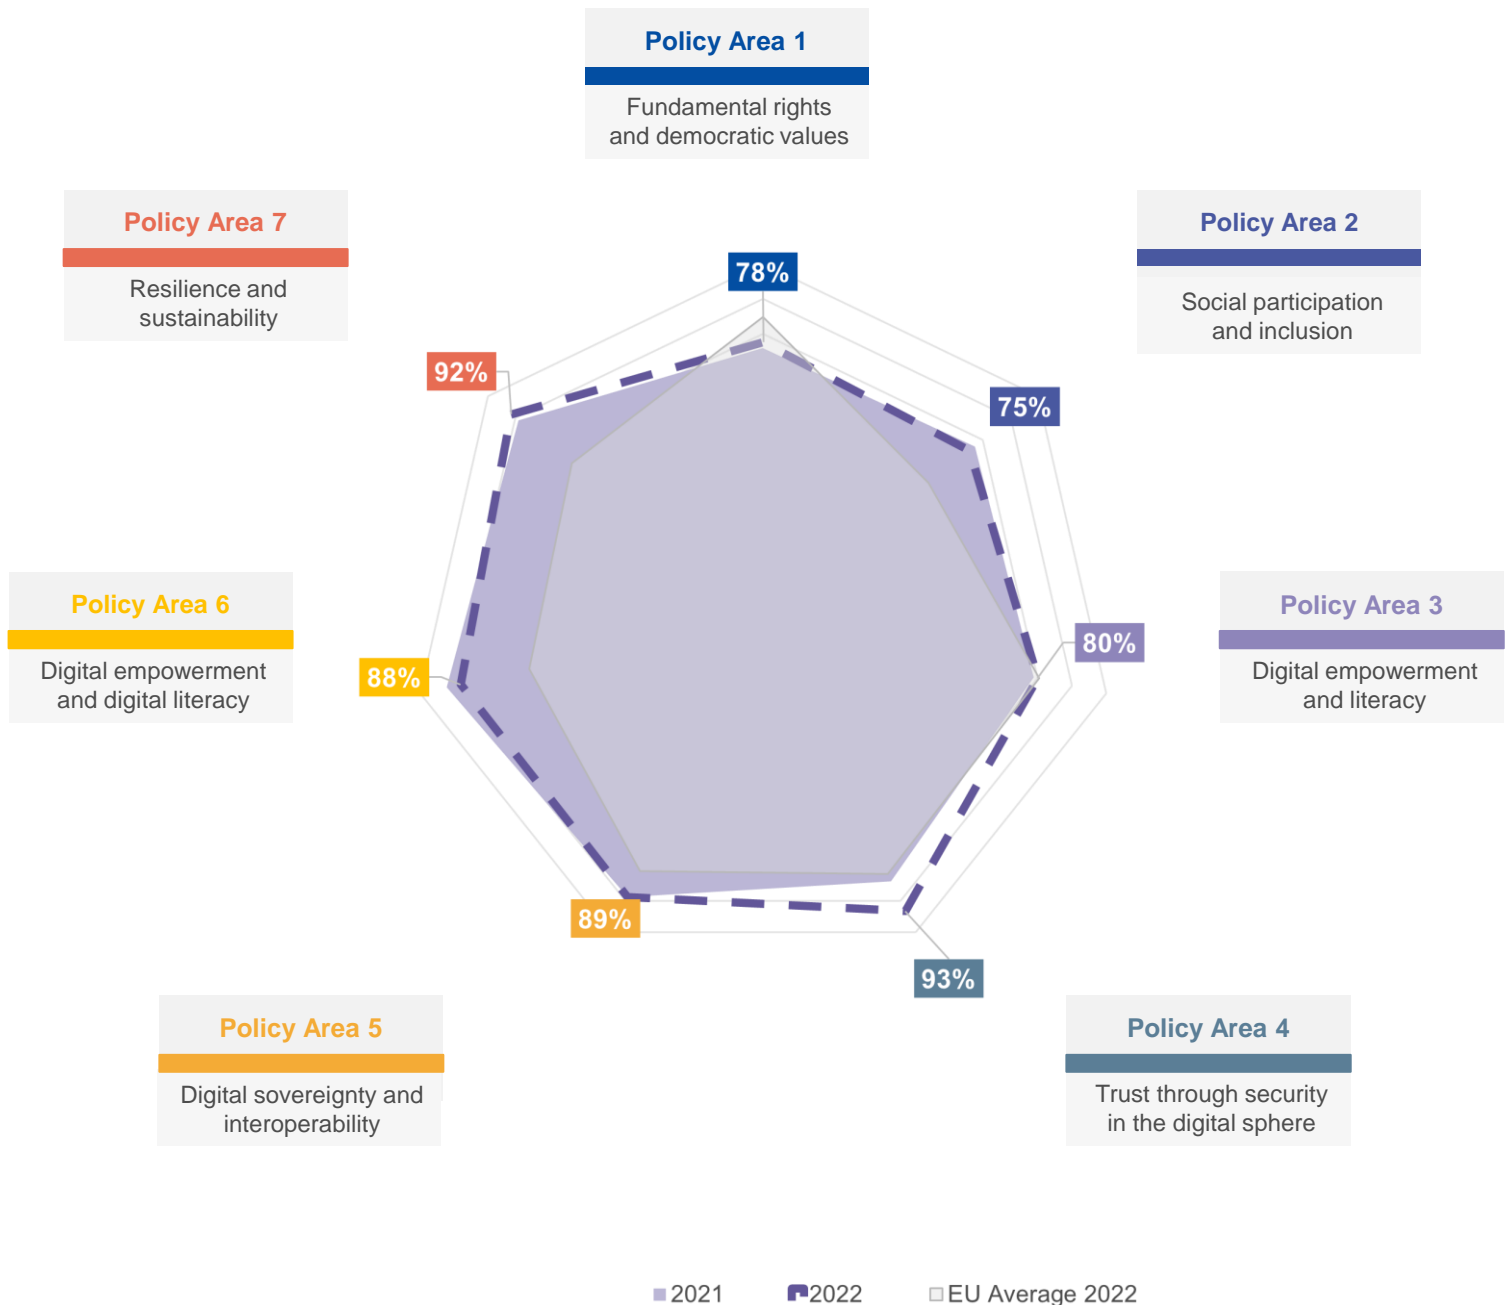 Policy Area 1
Fundamental rights
and democratic values
Policy Area 7
Resilience and
sustainability
Policy Area 2
Social participation
and inclusion
78%
92%
75%
Policy Area 6
Digital empowerment
and digital literacy
88%
80%
Policy Area 3
Digital empowerment
and literacy
89%
93%
Policy Area 5
Digital sovereignty and
interoperability
Policy Area 4
Trust through security
in the digital sphere
2021
2022
EU Average 2022